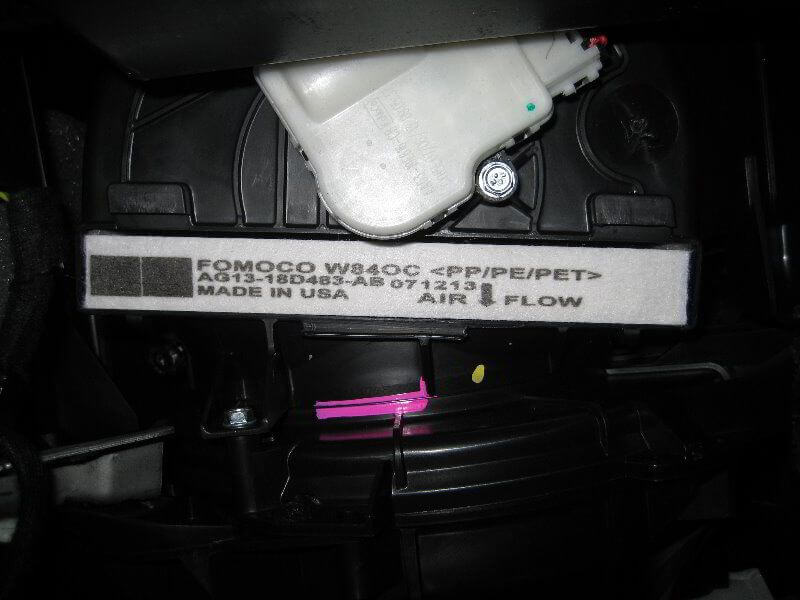 FOMOCO W84OC <PP/PE/PET>
AG13-18D483-AB 071213
MADE IN USA AIR FLOW